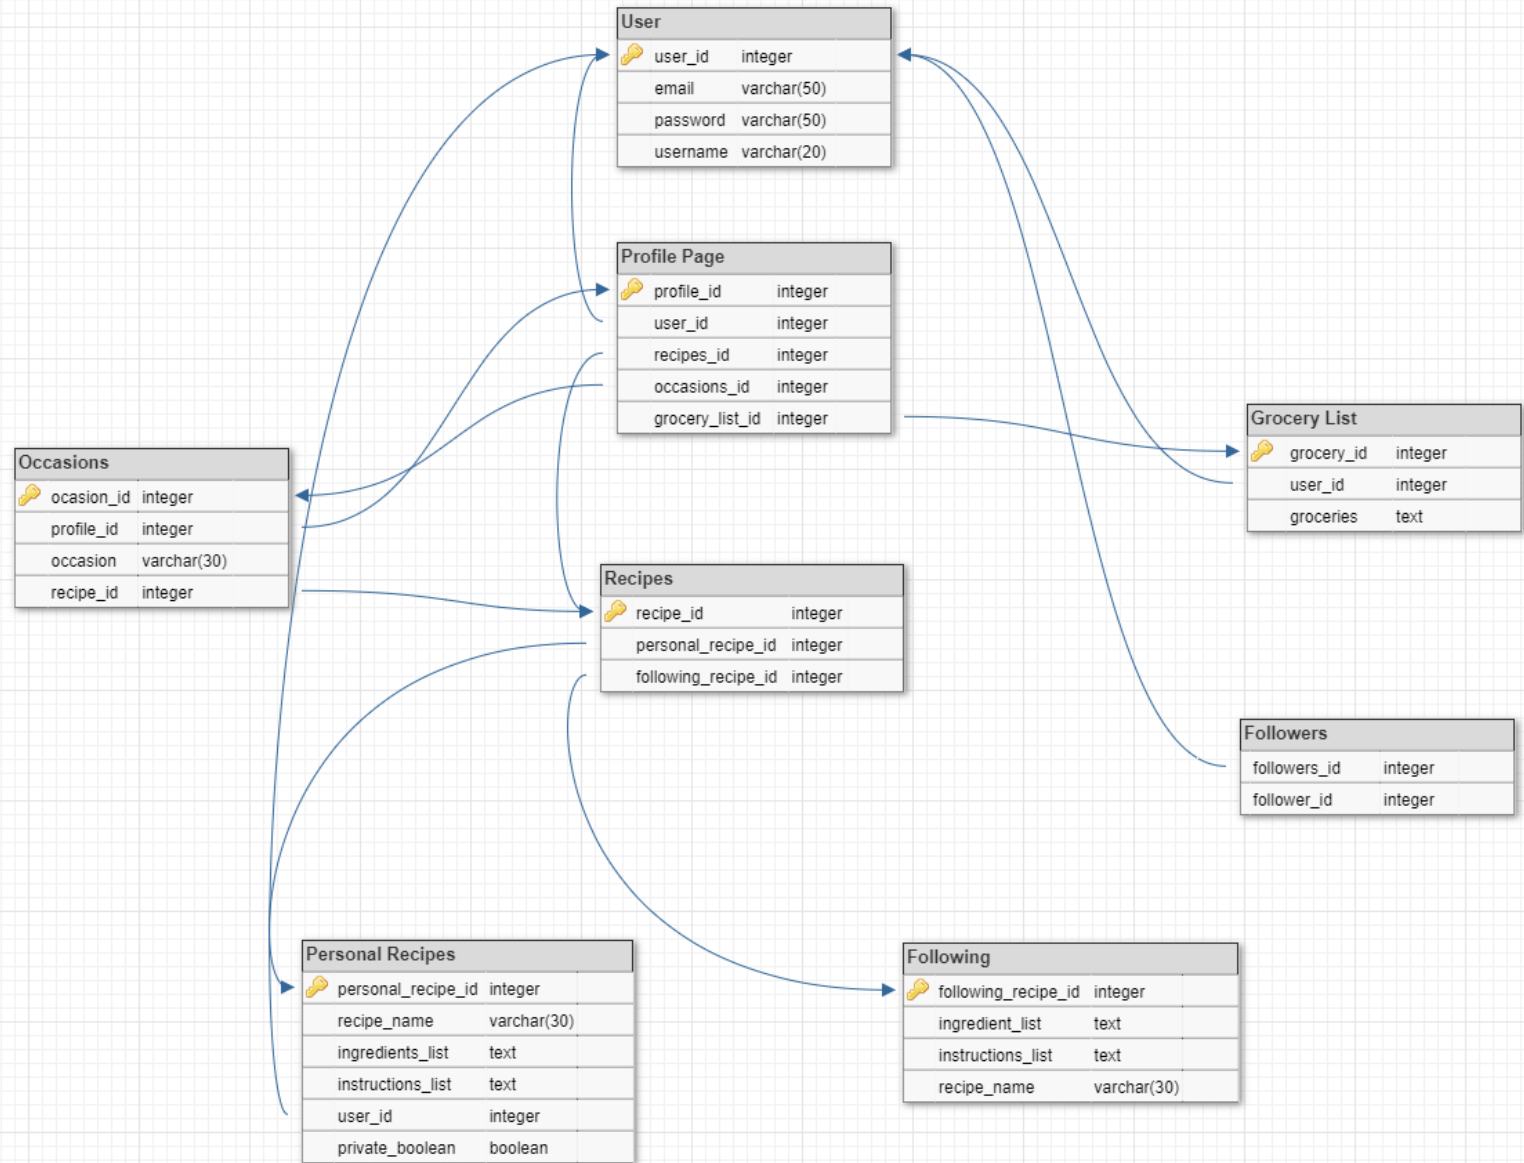 User
user_id integer
email varchar(50)
password varchar(50)
username varchar(20)
Profile Page
profile_id integer
user_id integer
recipes_id integer
occasions_id integer
grocery_list_id integer
Grocery List
grocery_id integer
user_id integer
groceries text
Occasions
ocasion_id integer
profile_id integer
occasion varchar(30)
recipe_id integer
Recipes
recipe_id integer
personal_recipe_id integer
following_recipe_id integer
Followers
followers_id integer
follower_id integer
Personal Recipes
personal_recipe_id integer
recipe_name varchar(30)
ingredients_list text
instructions_list text
user_id integer
private_boolean boolean
Following
following_recipe_id integer
ingredient_list text
instructions_list text
recipe_name varchar(30)